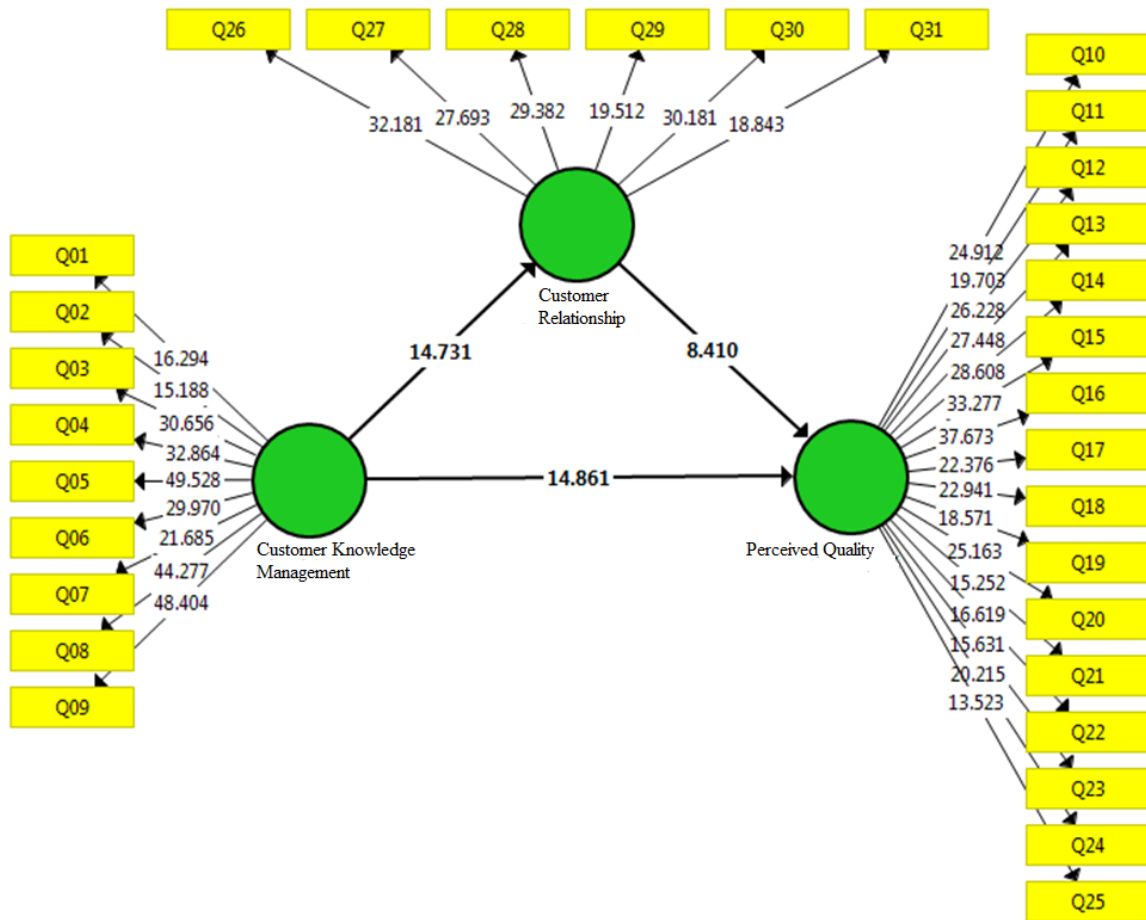 Q26 Q27 Q28 Q29 Q30 Q31
32.181 27.693 29.382 19.512 30.181 18.843
Customer
Relationship
Q01
Q02
Q03
Q04
Q05
Q06
Q07
Q08
Q09
16.294
15.188
30.656
32.864
49.528
29.970
21.685
44.277
48.404
Customer Knowledge
Management
14.731
8.410
14.861
Perceived Quality
24.912
19.703
26.228
27.448
28.608
33.277
37.673
22.376
22.941
18.571
25.163
15.252
16.619
15.631
20.215
13.523
Q10
Q11
Q12
Q13
Q14
Q15
Q16
Q17
Q18
Q19
Q20
Q21
Q22
Q23
Q24
Q25